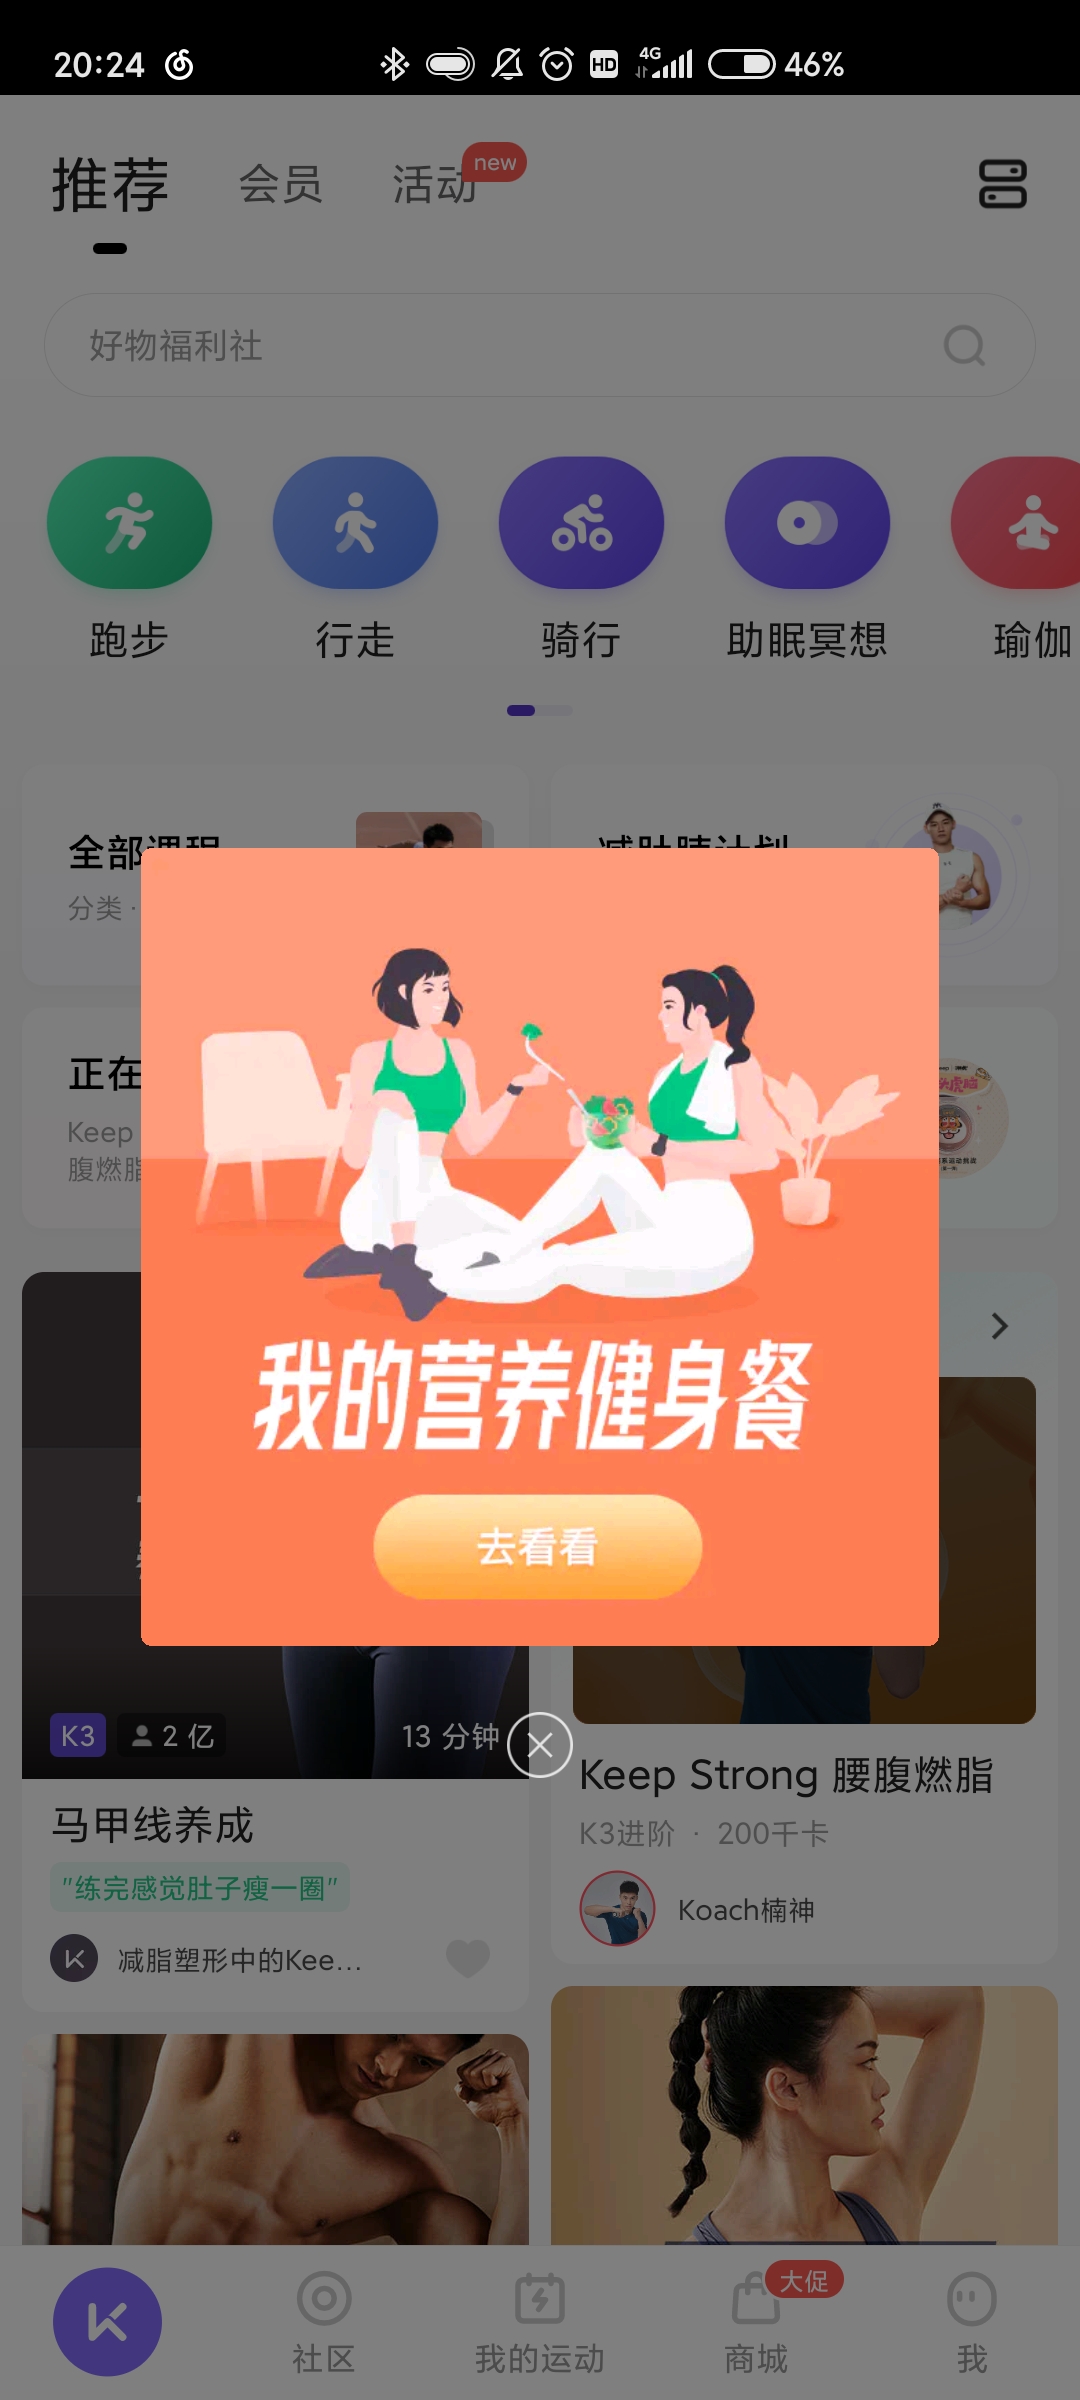 20:24
HD
4G
46%
推荐
会员
活动
new
好物福利社
跑步
行走
骑行
助眠冥想
瑜伽
全部课程
减肚腩计划
分类 ·
正在
Keep
腹燃脂
我的营养健身餐
去看看
K3
2 亿
13 分钟
马甲线养成
"练完感觉肚子瘦一圈"
减脂塑形中的Kee...
Keep Strong 腰腹燃脂
K3进阶 · 200千卡
Koach楠神
社区
我的运动
商城
大促
我